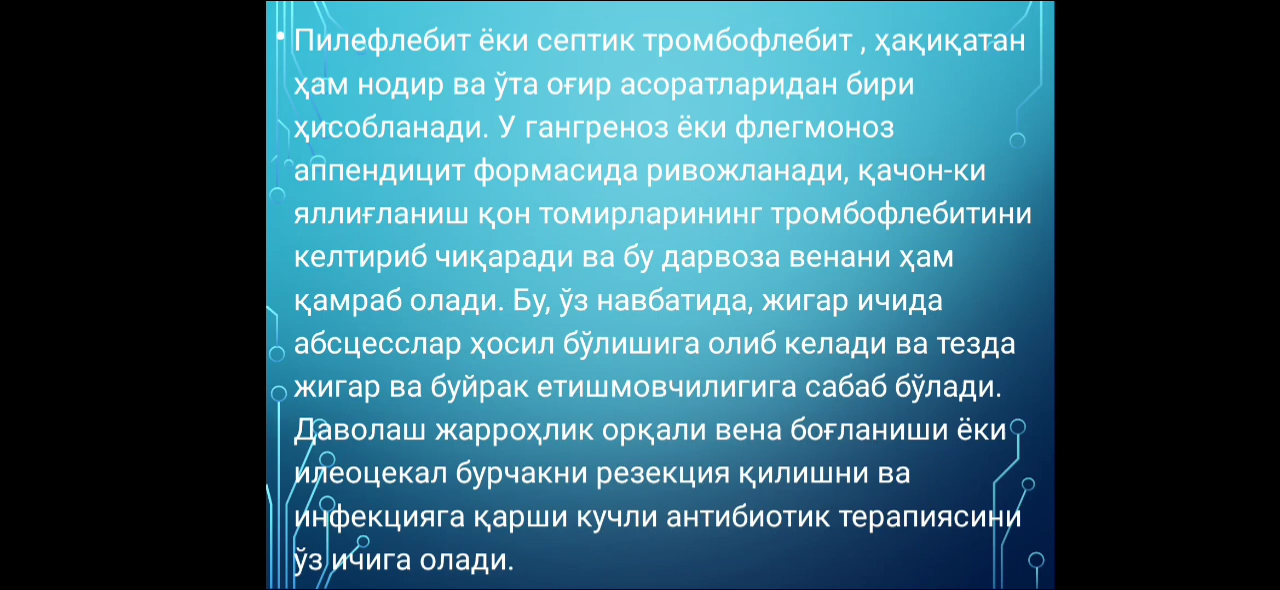 • Пилефлебит ёки септик тромбофлебит , ҳақиқатан
ҳам нодир ва ўта оғир асоратларидан бири
ҳисобланади. У гангреноз ёки флегмоноз
аппендицит формасида ривожланади, қачон-ки
яллиғланиш қон томирларининг тромбофлебитини
келтириб чиқаради ва бу дарвоза венани ҳам
қамраб олади. Бу, ўз навбатида, жигар ичида
абсцесслар ҳосил бўлишига олиб келади ва тезда
жигар ва буйрак етишмовчилигига сабаб бўлади.
Даволаш жарроҳлик орқали вена боғланиши ёки
илеоцекал бурчакни резекция қилишни ва
инфекцияга қарши кучли антибиотик терапиясини
ўз ичига олади.